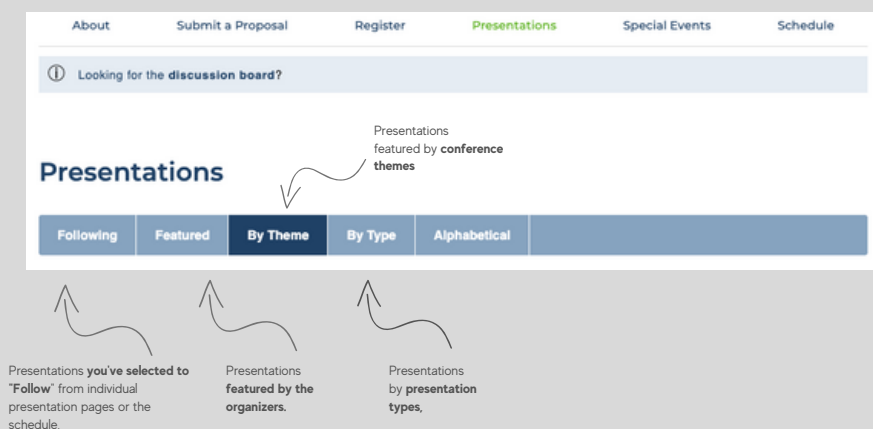 About Submit a Proposal Register Presentations Special Events Schedule
Looking for the discussion board?
Presentations
featured by conference
themes
Presentations
Following Featured By Theme By Type Alphabetical
Presentations you've selected to
"Follow" from individual
presentation pages or the
schedule.
Presentations
featured by the
organizers.
Presentations
by presentation
types,